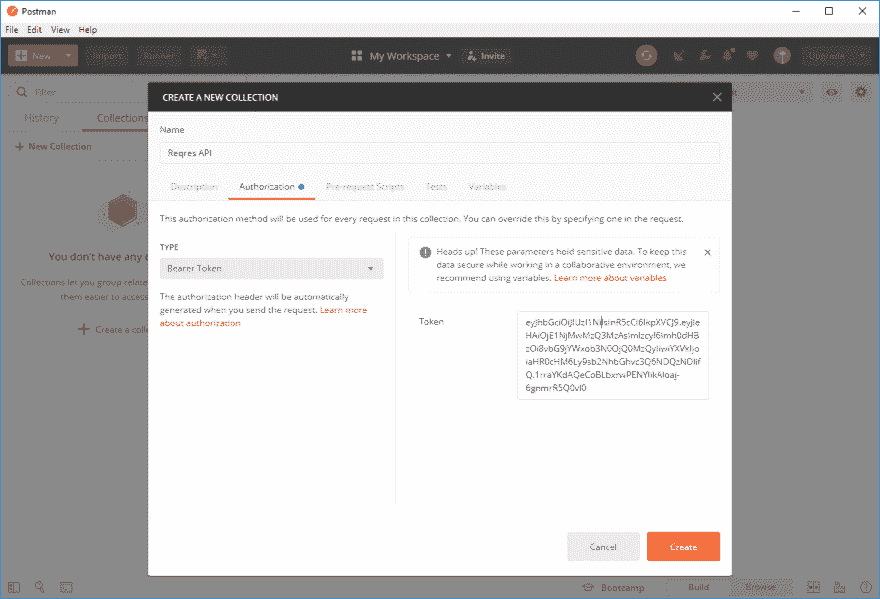 Postman
File Edit View Help
New Import Runner My Workspace Invite Upgrade
Filter
History Collections
New Collection
You don't have any c
Collections let you group relate
them easier to acces
Create a colle
CREATE A NEW COLLECTION
Name
Reqres API
Description Authorization Pre-request Scripts Tests Variables
This authorization method will be used for every request in this collection. You can override this by specifying one in the request.
TYPE
Bearer Token
The authorization header will be automatically
generated when you send the request. Learn more
about authorization
Heads up! These parameters hold sensitive data. To keep this
data secure while working in a collaborative environment, we
recommend using variables. Learn more about variables
Token
Cancel Create
Bootcamp Build Browse